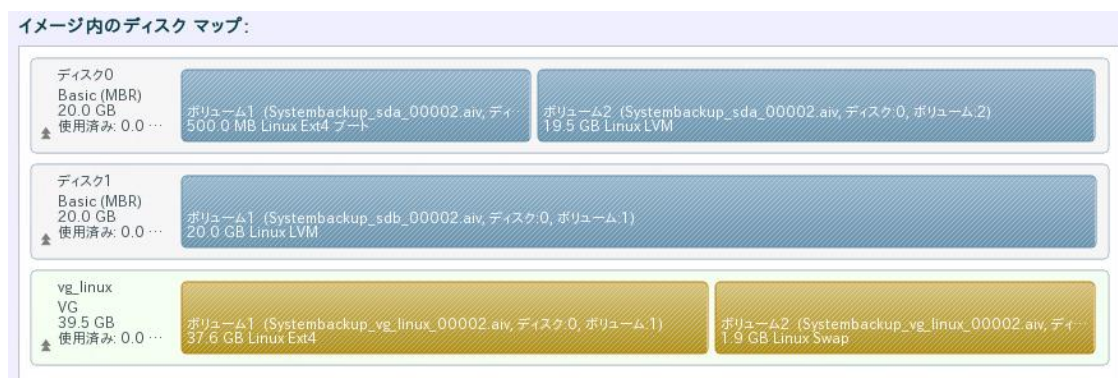 イメージ内のディスク マップ:
ディスク0
Basic (MBR)
20.0 GB
使用済み: 0.0 …
ボリューム1 (Systembackup_sda_00002.aiv, ディ…
500.0 MB Linux Ext4 ブート
ボリューム2 (Systembackup_sda_00002.aiv, ディスク:0, ボリューム:2)
19.5 GB Linux LVM
ディスク1
Basic (MBR)
20.0 GB
使用済み: 0.0 …
ボリューム1 (Systembackup_sdb_00002.aiv, ディスク:0, ボリューム:1)
20.0 GB Linux LVM
vg_linux
VG
39.5 GB
使用済み: 0.0 …
ボリューム1 (Systembackup_vg_linux_00002.aiv, ディスク:0, ボリューム:1)
37.6 GB Linux Ext4
ボリューム2 (Systembackup_vg_linux_00002.aiv, ディ…
1.9 GB Linux Swap